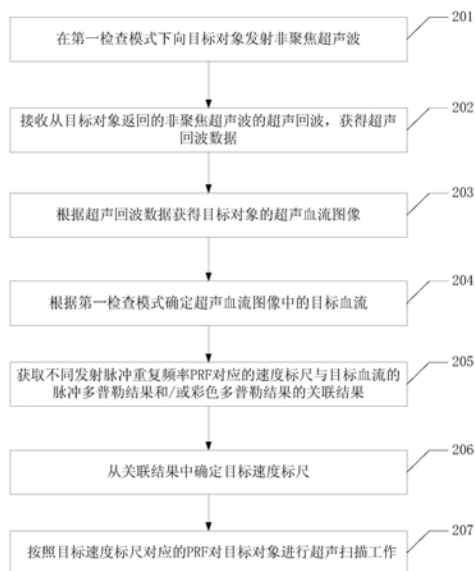 201
在第一检查模式下向目标对象发射非聚焦超声波
202
接收从目标对象返回的非聚焦超声波的超声回波，获得超声
回波数据
203
根据超声回波数据获得目标对象的超声血流图像
204
根据第一检查模式确定超声血流图像中的目标血流
205
获取不同发射脉冲重复频率PRF对应的速度标尺与目标血流的
脉冲多普勒结果和/或彩色多普勒结果的关联结果
206
从关联结果中确定目标速度标尺
207
按照目标速度标尺对应的PRF对目标对象进行超声扫描工作